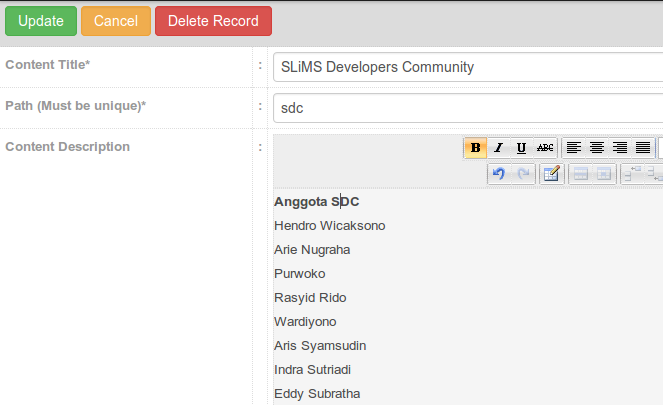 Update Cancel Delete Record
Content Title* : SLiMS Developers Community
Path (Must be unique)* : sdc
Content Description :
B I U ABC
Anggota SDC
Hendro Wicaksono
Arie Nugraha
Purwoko
Rasyid Rido
Wardiyono
Aris Syamsudin
Indra Sutriadi
Eddy Subratha